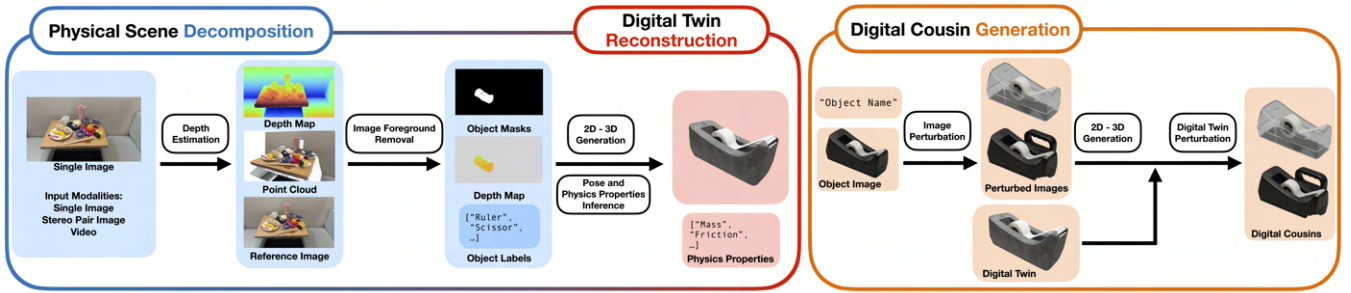 Physical Scene Decomposition
Digital Twin
Reconstruction
Single Image
Input Modalities:
Single Image
Stereo Pair Image
Video
Depth
Estimation
Depth Map
Point Cloud
Reference Image
Image Foreground
Removal
Object Masks
Depth Map
["Ruler",
"Scissor",
…]
Object Labels
2D - 3D
Generation
Pose and
Physics Properties
Inference
["Mass",
"Friction",
…]
Physics Properties
Digital Cousin Generation
"Object Name"
Object Image
Image
Perturbation
Perturbed Images
Digital Twin
2D - 3D
Generation
Digital Twin
Perturbation
Digital Cousins